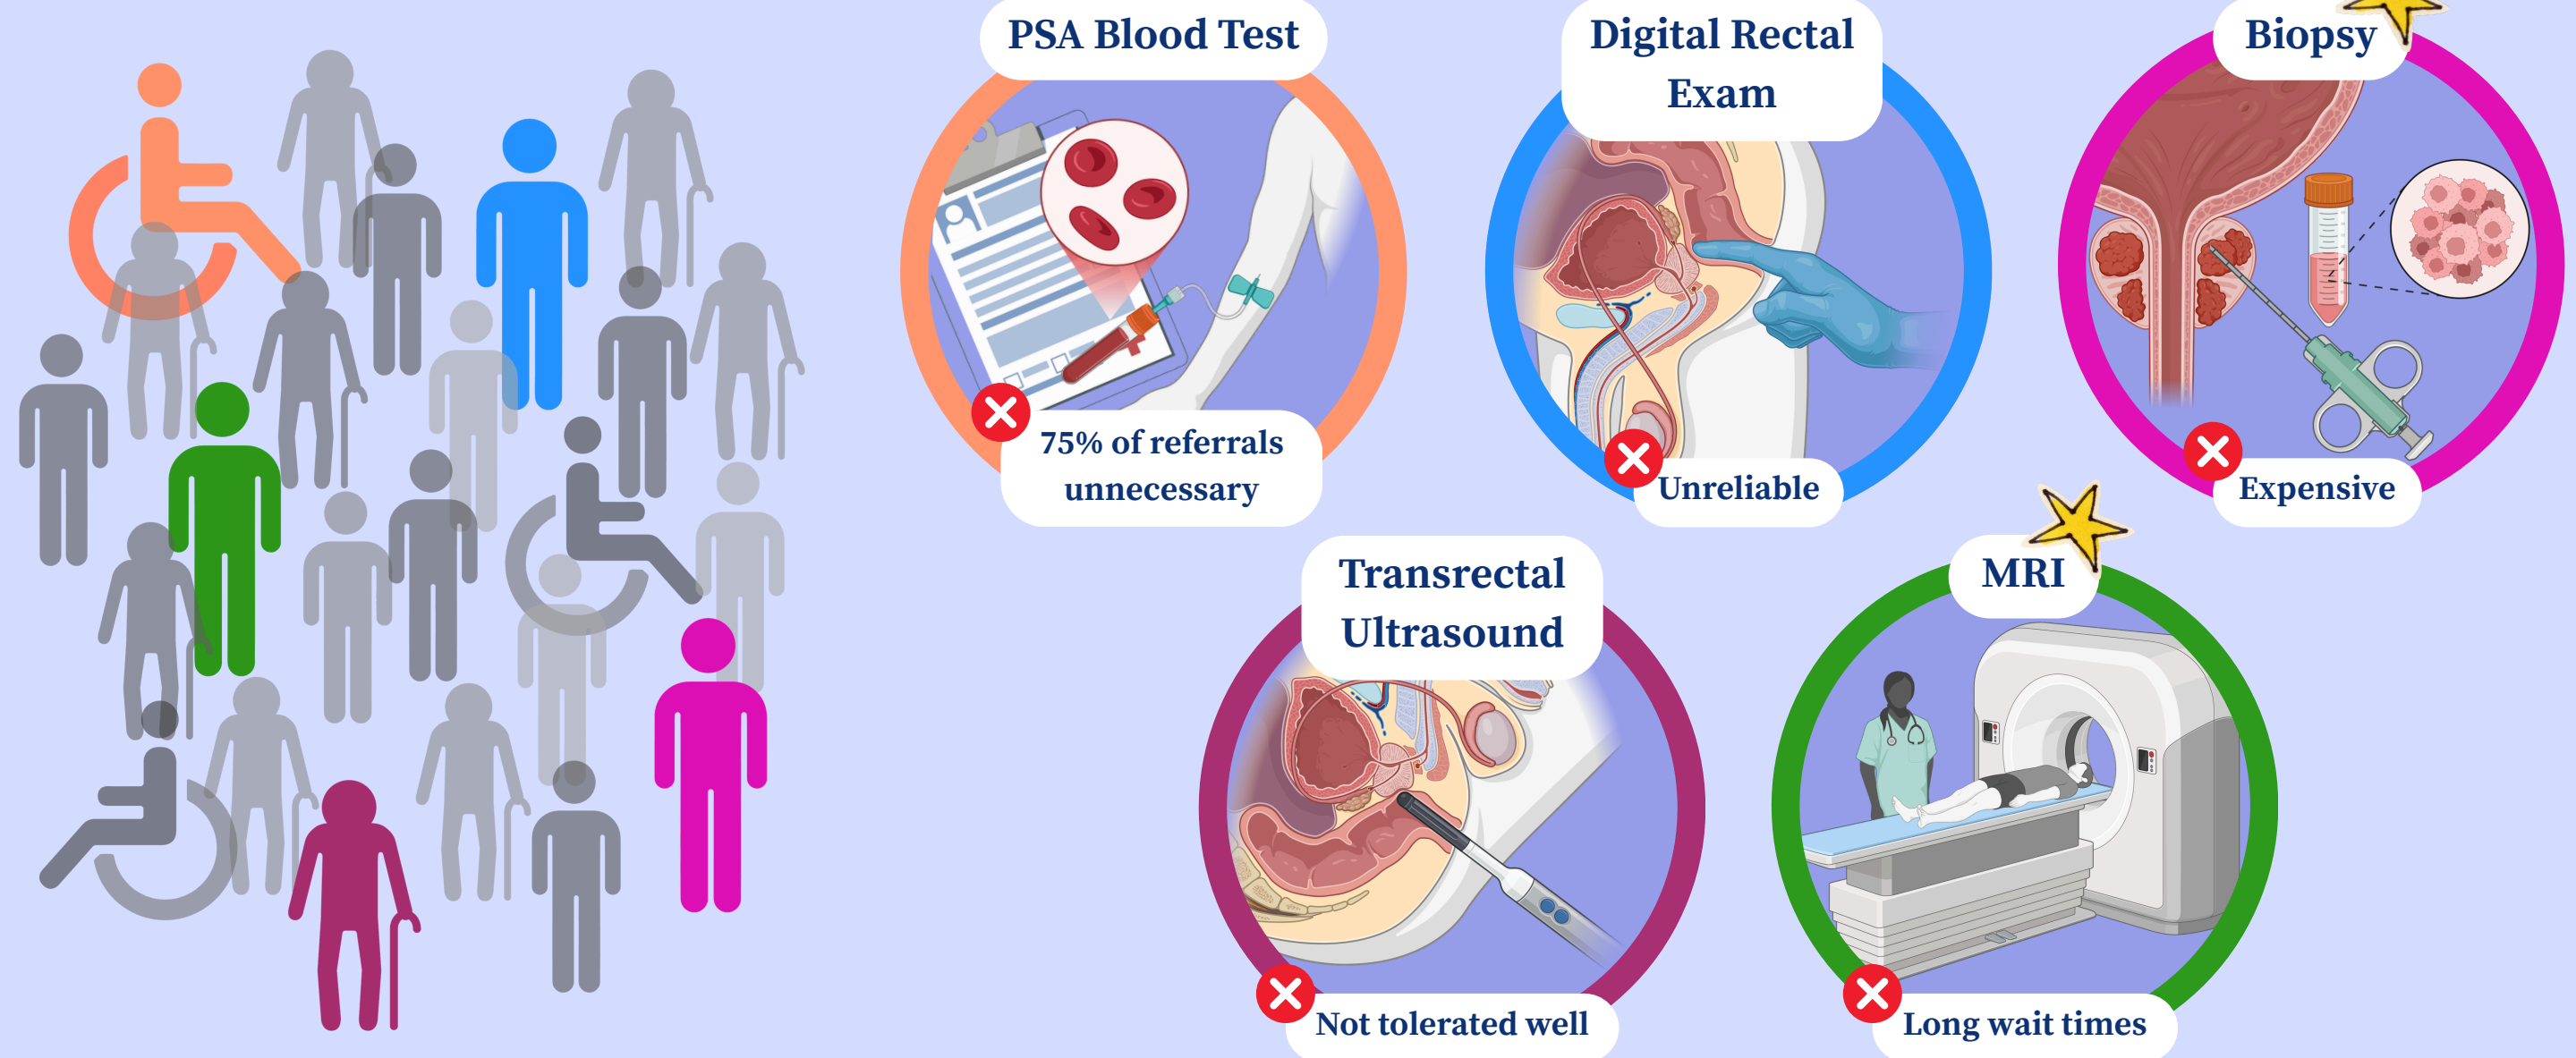 PSA Blood Test
75% of referrals
unnecessary
Digital Rectal
Exam
Unreliable
Biopsy
Expensive
Transrectal
Ultrasound
Not tolerated well
MRI
Long wait times